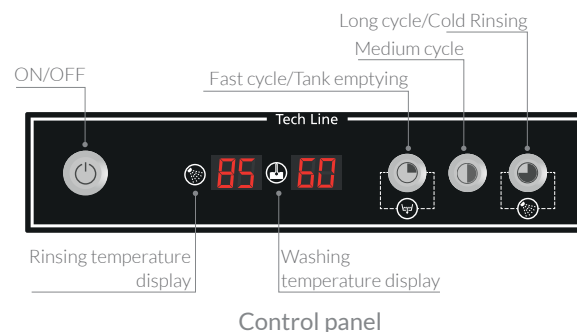 Long cycle/Cold Rinsing
Medium cycle
ON/OFF
Fast cycle/Tank emptying
Tech Line
85 60
Rinsing temperature
display
Washing
temperature display
Control panel